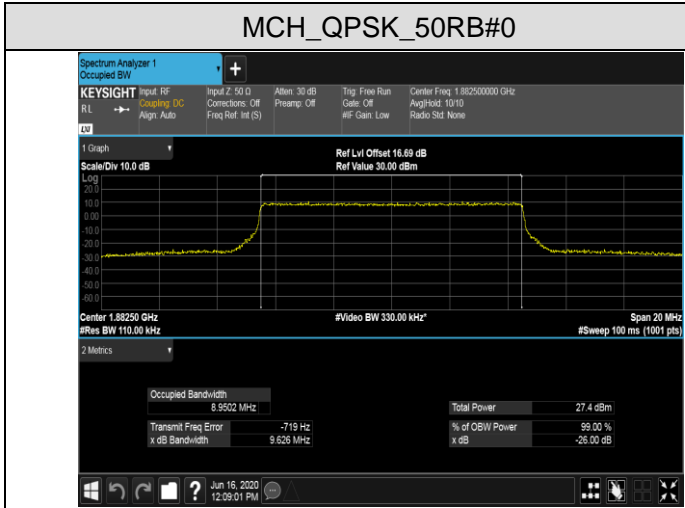 MCH_QPSK_50RB#0
Spectrum Analyzer 1
Occupied BW
+
KEYSIGHT
RL
LXI
Input: RF
Coupling: DC
Align: Auto
Input Z: 50 Ω
Corrections: Off
Freq Ref: Int (S)
Atten: 30 dB
Preamp: Off
Trig: Free Run
Gate: Off
#IF Gain: Low
Center Freq: 1.882500000 GHz
Avg|Hold: 10/10
Radio Std: None
1 Graph
Scale/Div 10.0 dB
Ref Lvl Offset 16.69 dB
Ref Value 30.00 dBm
Log
20.0
10.0
0.00
-10.0
-20.0
-30.0
-40.0
-50.0
-60.0
Center 1.88250 GHz
#Video BW 330.00 kHz*
Span 20 MHz
#Res BW 110.00 kHz
#Sweep 100 ms (1001 pts)
2 Metrics
Occupied Bandwidth
8.9502 MHz
Total Power 27.4 dBm
Transmit Freq Error -719 Hz
% of OBW Power 99.00 %
x dB Bandwidth 9.626 MHz
x dB -26.00 dB
?
Jun 16, 2020
12:09:01 PM